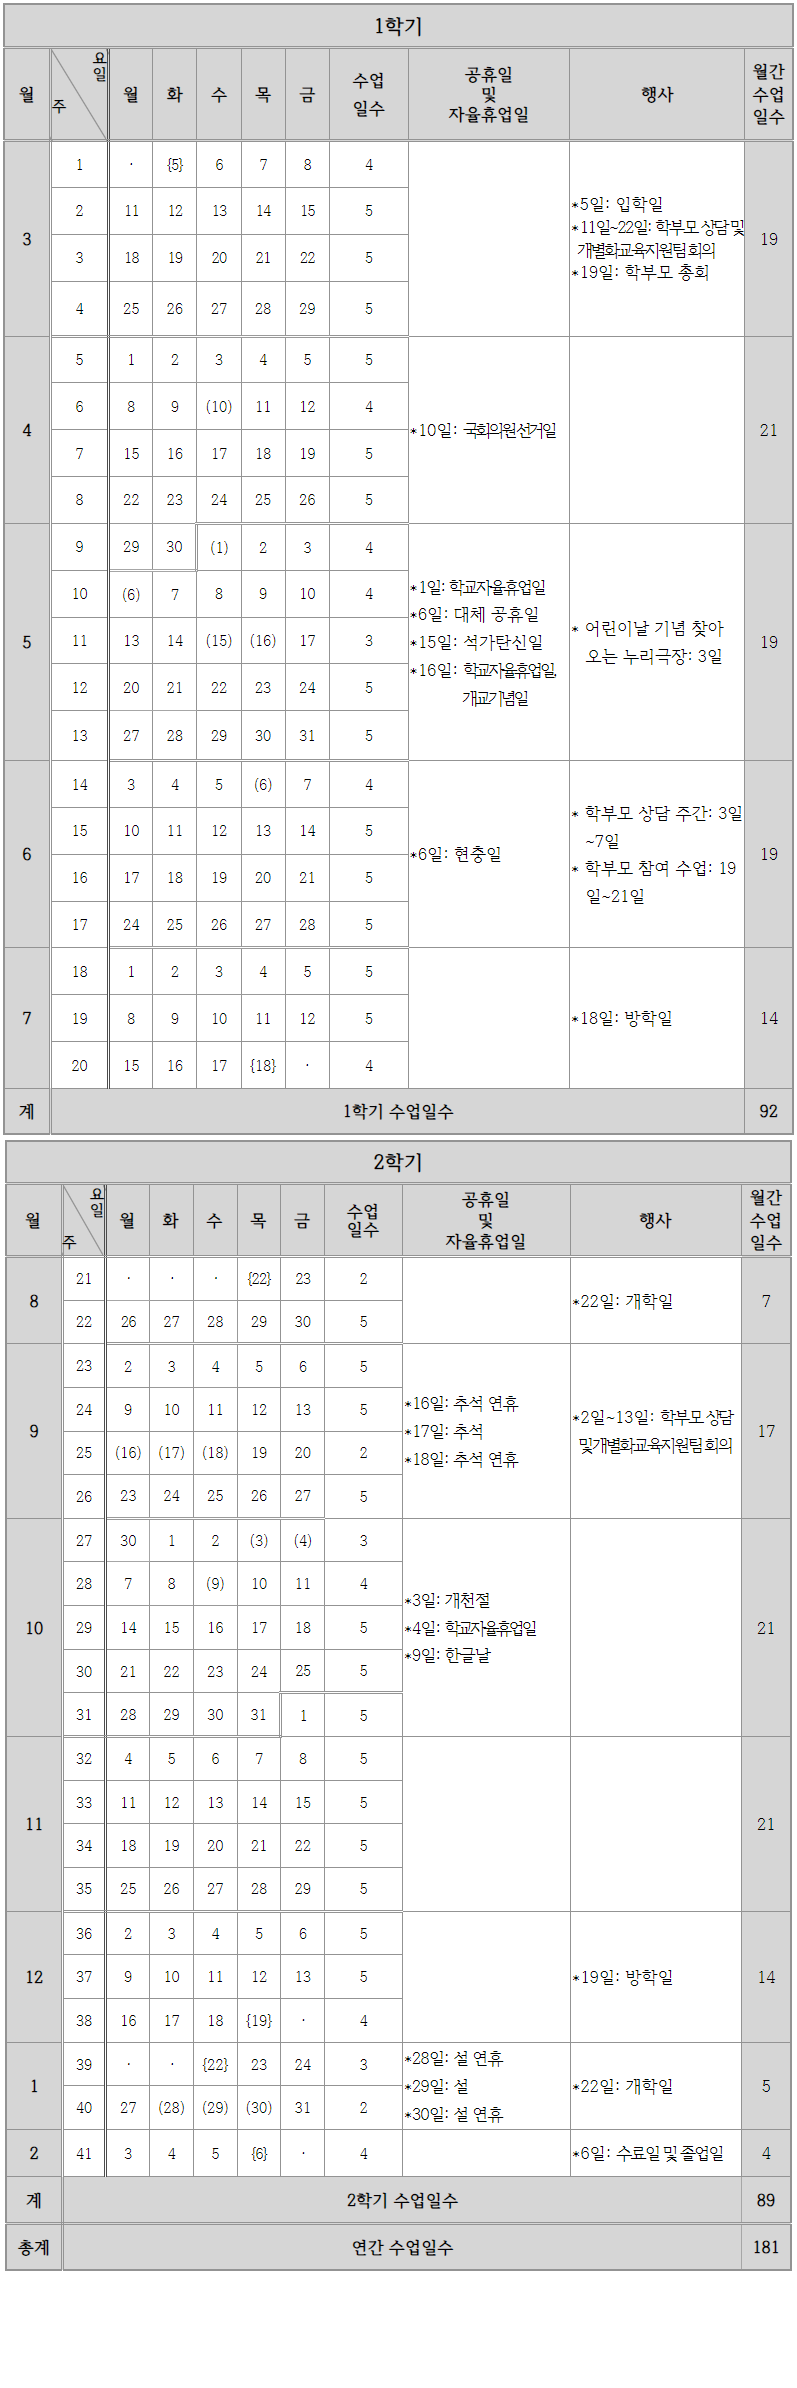 1학기
월 요일 주 월 화 수 목 금 수업 일수 공휴일 및 자율휴업일 행사 월간 수업 일수
3
1 · {5} 6 7 8 4
2 11 12 13 14 15 5
3 18 19 20 21 22 5
4 25 26 27 28 29 5
*5일: 입학일
*11일~22일: 학부모 상담 및
개별화교육지원팀 회의
*19일: 학부모 총회
19
4
5 1 2 3 4 5 5
6 8 9 (10) 11 12 4
7 15 16 17 18 19 5
8 22 23 24 25 26 5
*10일: 국회의원선거일
21
5
9 29 30 (1) 2 3 4
10 (6) 7 8 9 10 4
11 13 14 (15) (16) 17 3
12 20 21 22 23 24 5
13 27 28 29 30 31 5
*1일: 학교자율휴업일
*6일: 대체 공휴일
*15일: 석가탄신일
*16일: 학교자율휴업일,
개교기념일
* 어린이날 기념 찾아
오는 누리극장: 3일
19
6
14 3 4 5 (6) 7 4
15 10 11 12 13 14 5
16 17 18 19 20 21 5
17 24 25 26 27 28 5
*6일: 현충일
* 학부모 상담 주간: 3일
~7일
* 학부모 참여 수업: 19
일~21일
19
7
18 1 2 3 4 5 5
19 8 9 10 11 12 5
20 15 16 17 {18} · 4
*18일: 방학일
14
계 1학기 수업일수 92
2학기
월 요일 주 월 화 수 목 금 수업 일수 공휴일 및 자율휴업일 행사 월간 수업 일수
8
21 · · · {22} 23 2
22 26 27 28 29 30 5
*22일: 개학일
7
9
23 2 3 4 5 6 5
24 9 10 11 12 13 5
25 (16) (17) (18) 19 20 2
26 23 24 25 26 27 5
*16일: 추석 연휴
*17일: 추석
*18일: 추석 연휴
*2일~13일: 학부모 상담
및 개별화교육지원팀 회의
17
10
27 30 1 2 (3) (4) 3
28 7 8 (9) 10 11 4
29 14 15 16 17 18 5
30 21 22 23 24 25 5
31 28 29 30 31 1 5
*3일: 개천절
*4일: 학교자율휴업일
*9일: 한글날
21
11
32 4 5 6 7 8 5
33 11 12 13 14 15 5
34 18 19 20 21 22 5
35 25 26 27 28 29 5
21
12
36 2 3 4 5 6 5
37 9 10 11 12 13 5
38 16 17 18 {19} · 4
*19일: 방학일
14
1
39 · · {22} 23 24 3
40 27 (28) (29) (30) 31 2
*28일: 설 연휴
*29일: 설
*30일: 설 연휴
*22일: 개학일
5
2
41 3 4 5 {6} · 4
*6일: 수료일 및 졸업일
4
계 2학기 수업일수 89
총계 연간 수업일수 181